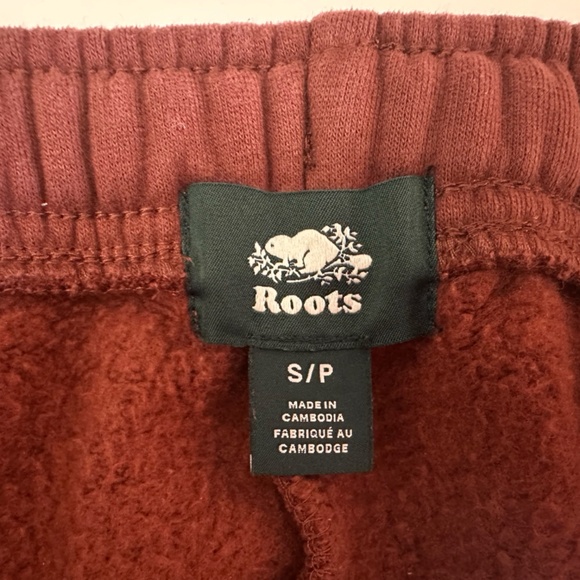 Roots
S/P
MADE IN
CAMBODIA
FABRIQUÉ AU
CAMBODGE